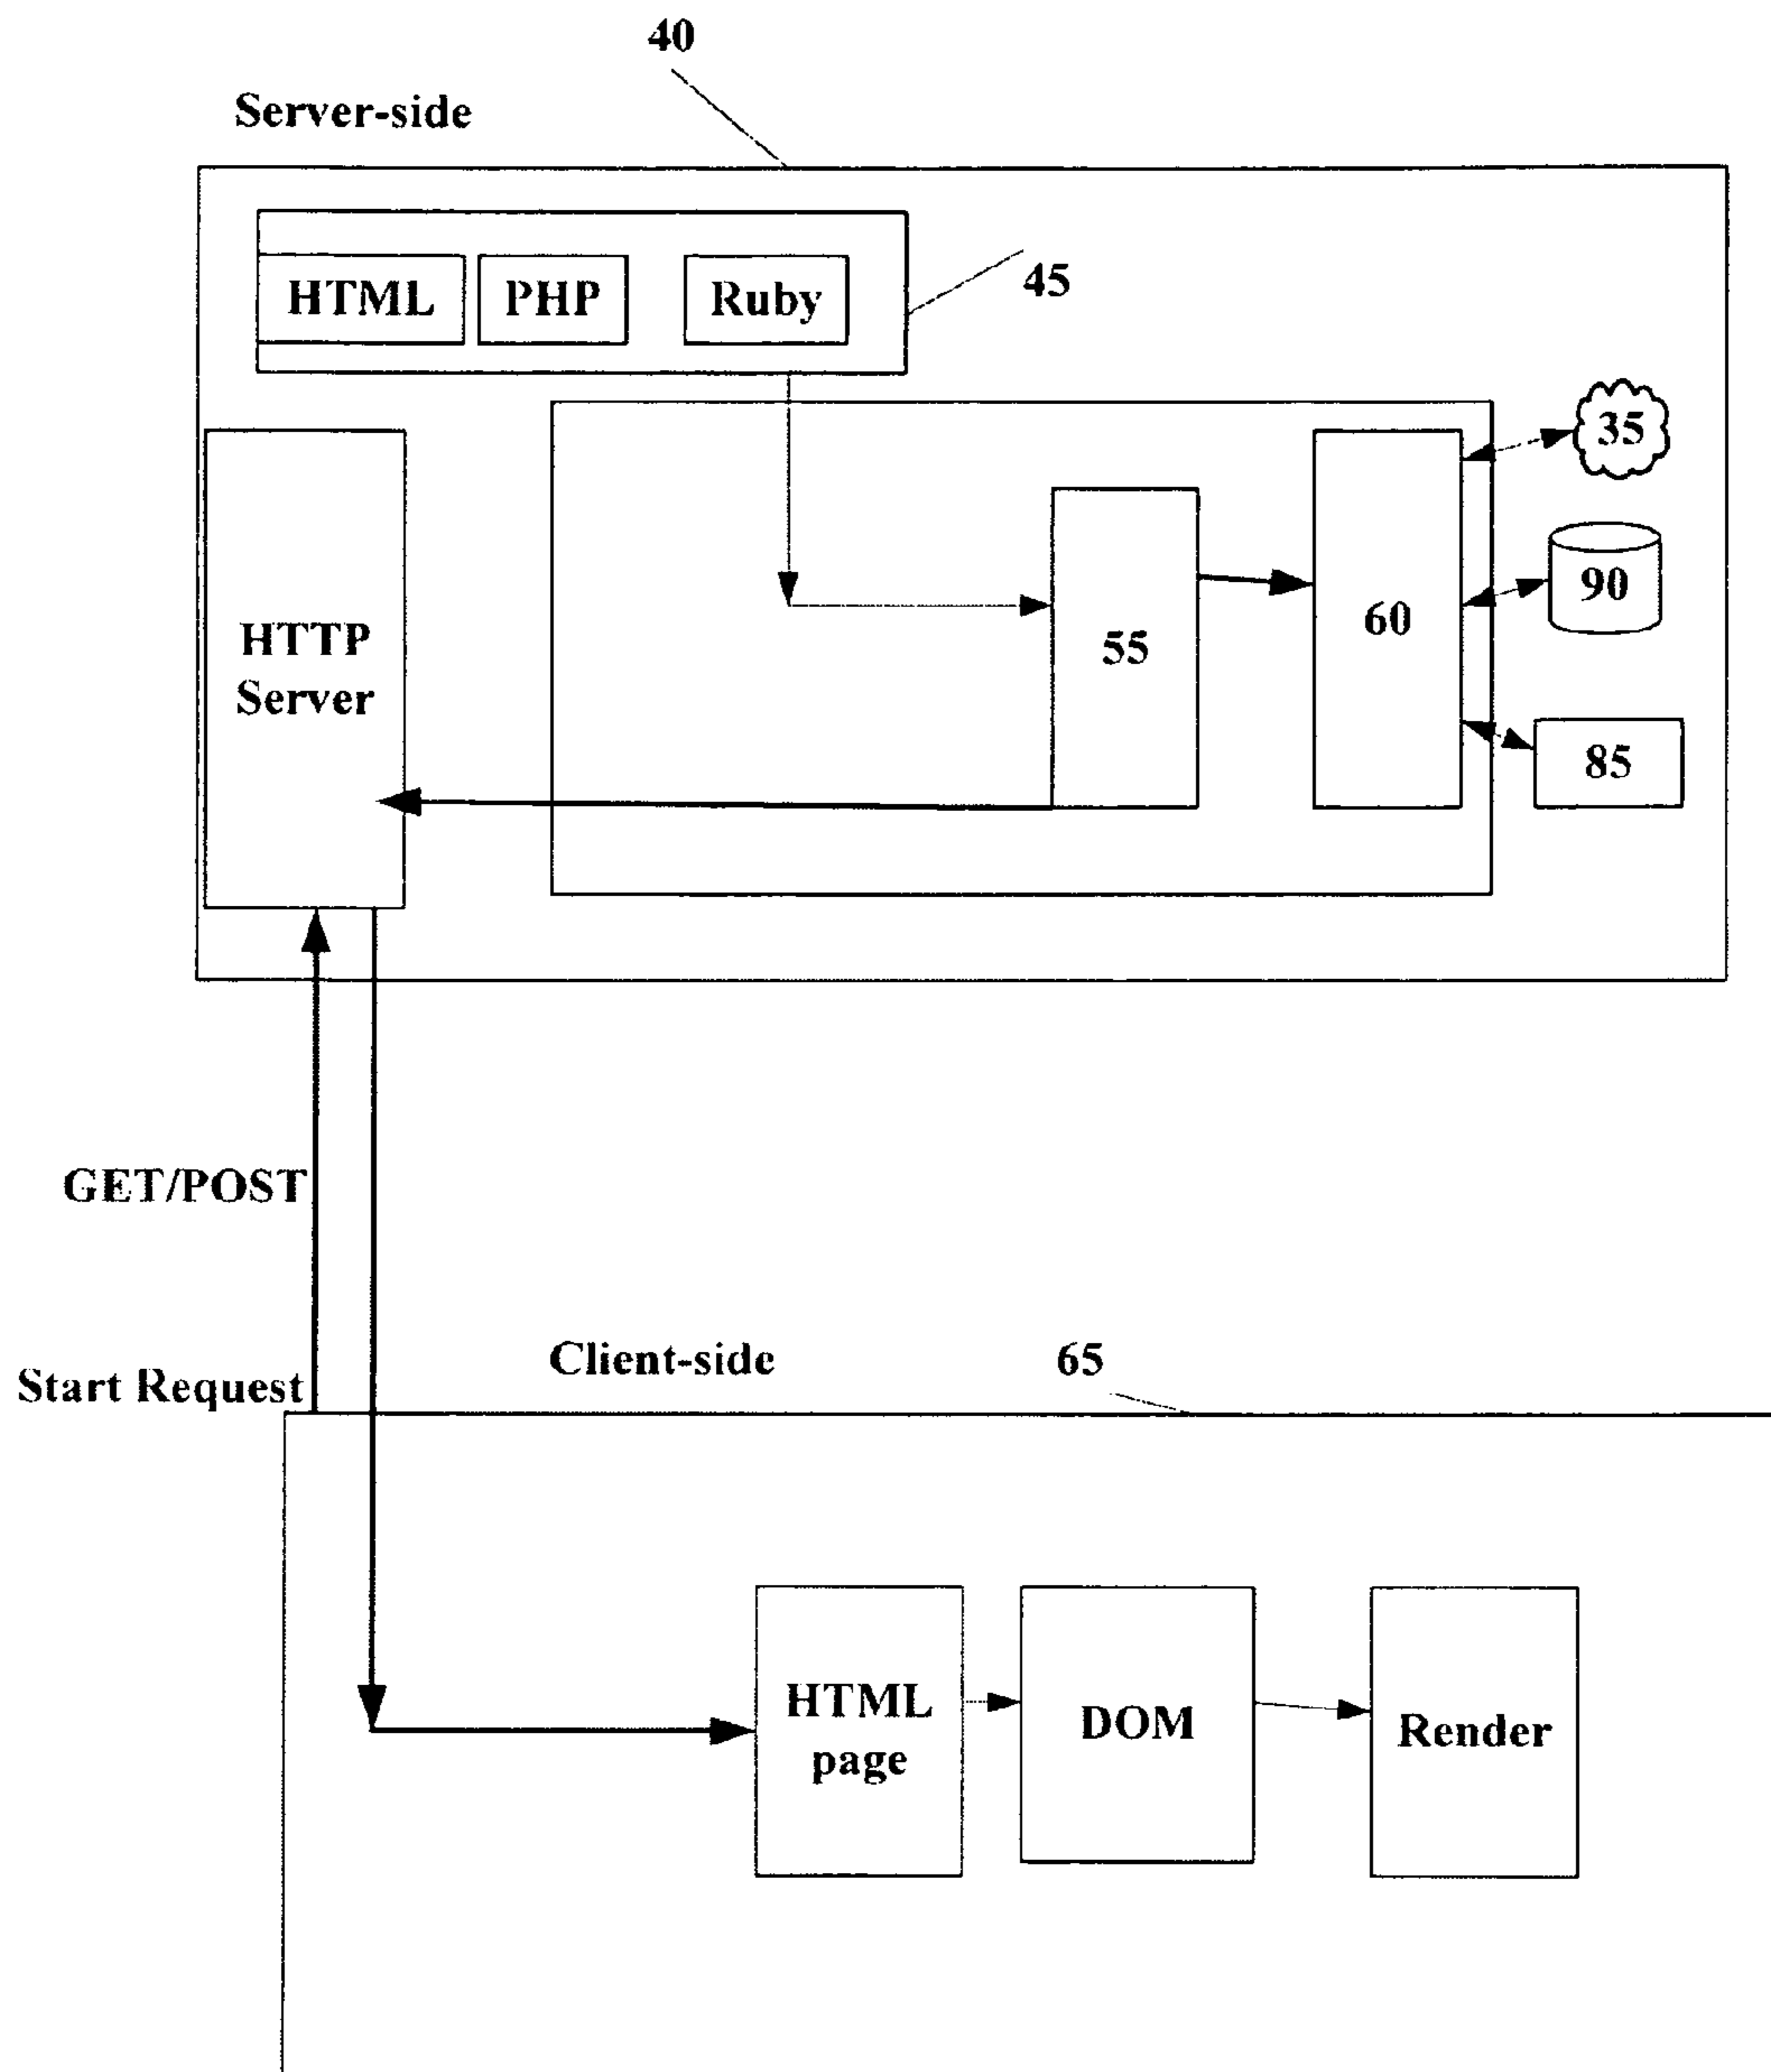 40
Server-side
HTML PHP Ruby
45
35
90
60
55
HTTP
Server
85
GET/POST
Client-side 65
Start Request
HTML
page
DOM
Render